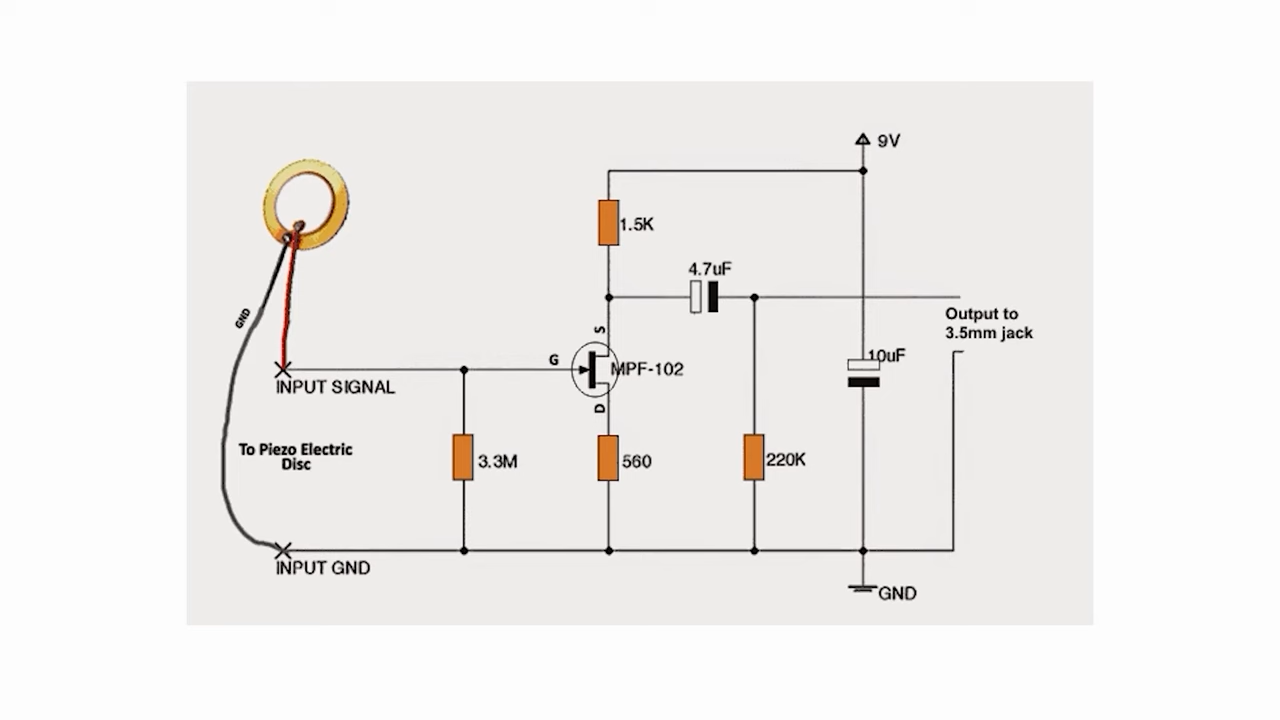 9V
1.5K
4.7uF
GND
Output to
3.5mm jack
S
G
MPF-102
10uF
INPUT SIGNAL
D
To Piezo Electric
Disc
3.3M
560
220K
INPUT GND
GND